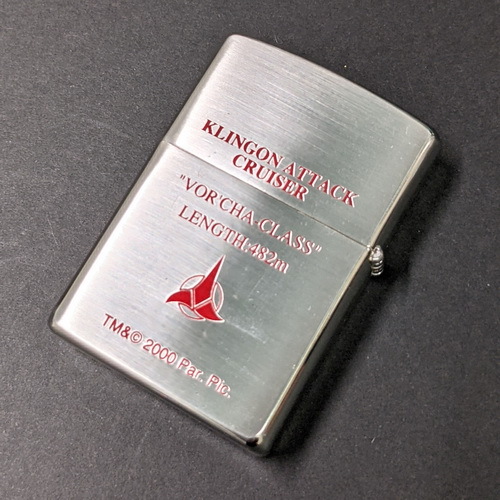 KLINGON ATTACK
CRUISER
"VOR'CHA-CLASS"
LENGTH:482m
TM&© 2000 Par. Pic.